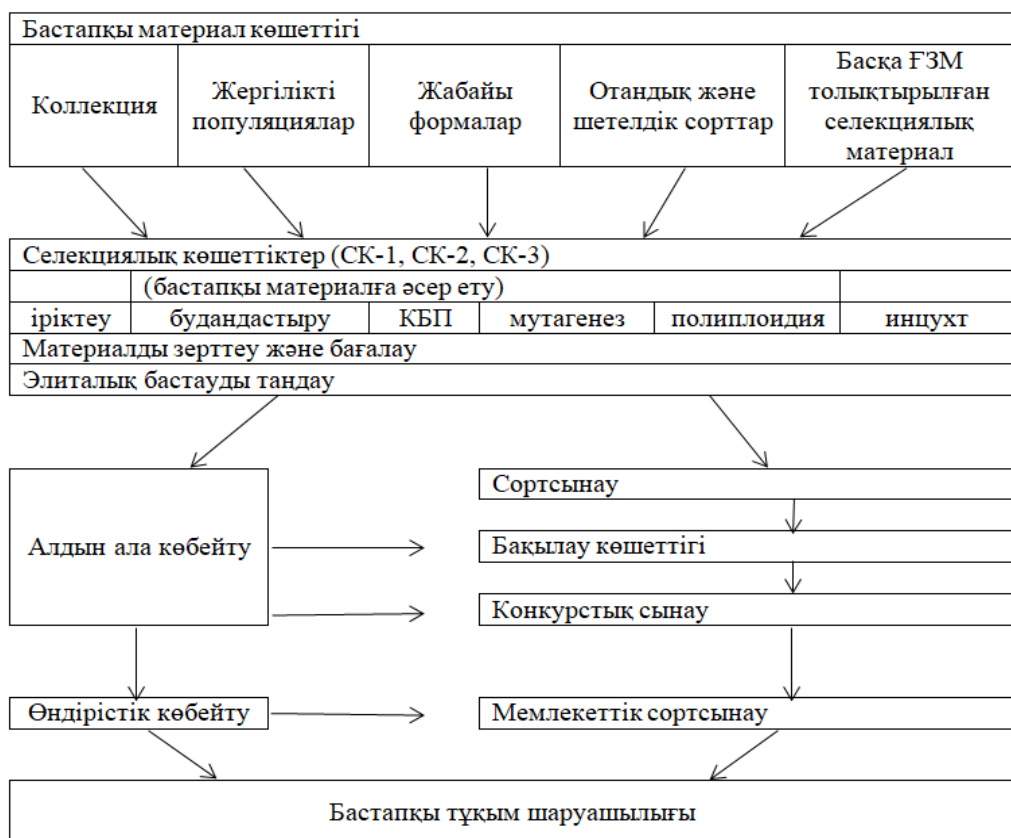 Бастапқы материал көшеттігі
Коллекция
Жергілікті
популяциялар
Жабайы
формалар
Отандық және
шетелдік сорттар
Басқа ҒЗМ
толықтырылған
селекциялық
материал
Селекциялық көшеттіктер (СК-1, СК-2, СК-3)
(бастапқы материалға әсер ету)
іріктеу
будандастыру
КБП
мутагенез
полиплоидия
инцухт
Материалды зерттеу және бағалау
Элиталық бастауды таңдау
Алдын ала көбейту
Сортсынау
Бақылау көшеттігі
Конкурстық сынау
Өндірістік көбейту
Мемлекеттік сортсынау
Бастапқы тұқым шаруашылығы